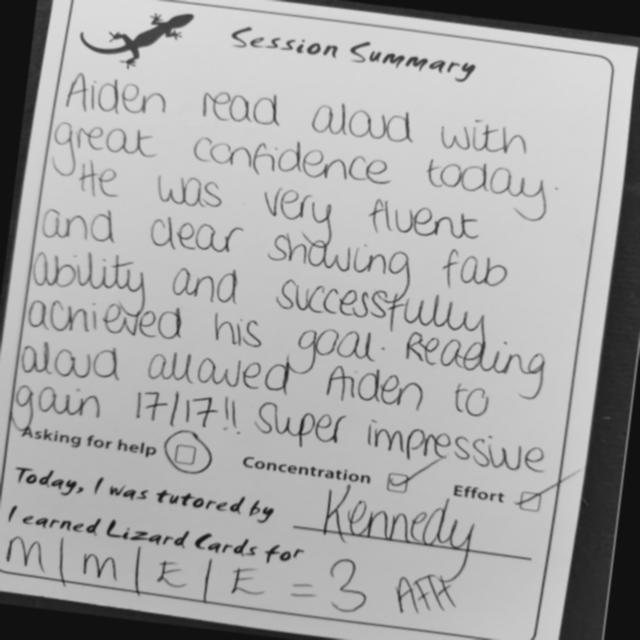 Session Summary
Aiden read aloud with
great confidence today.
He was very fluent
and clear showing fab
ability and successfully
achieved his goal. Reading
aloud allowed Aiden to
gain 17/17!! Super impressive
Asking for help Concentration Effort
Today, I was tutored by Kennedy
I earned Lizard Cards for
M | M | E | E = 3